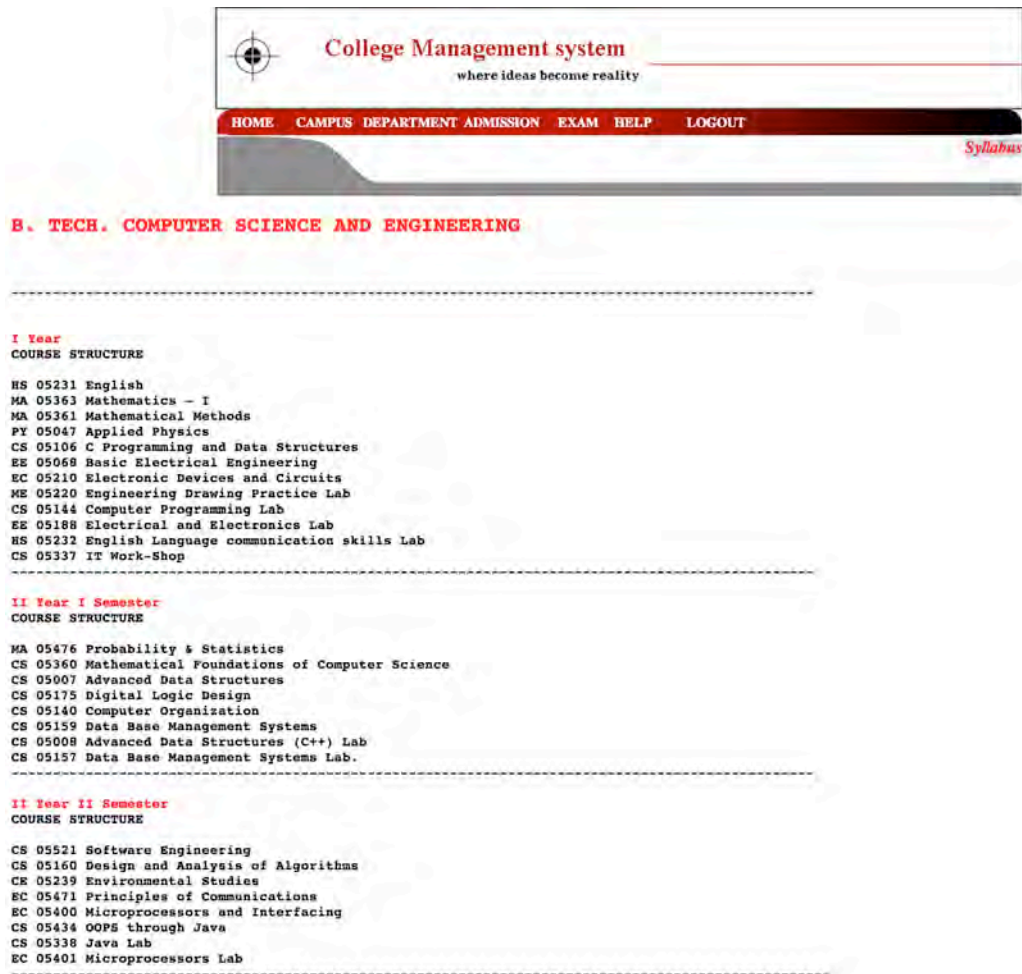 College Management system
where ideas become reality
HOME CAMPUS DEPARTMENT ADMISSION EXAM HELP LOGOUT
Syllabus
B. TECH. COMPUTER SCIENCE AND ENGINEERING
I Year
COURSE STRUCTURE
HS 05231 English
MA 05363 Mathematics – I
MA 05361 Mathematical Methods
PY 05047 Applied Physics
CS 05106 C Programming and Data Structures
EE 05068 Basic Electrical Engineering
EC 05210 Electronic Devices and Circuits
ME 05220 Engineering Drawing Practice Lab
CS 05144 Computer Programming Lab
EE 05188 Electrical and Electronics Lab
HS 05232 English Language communication skills Lab
CS 05337 IT Work-Shop
II Year I Semester
COURSE STRUCTURE
MA 05476 Probability & Statistics
CS 05360 Mathematical Foundations of Computer Science
CS 05007 Advanced Data Structures
CS 05175 Digital Logic Design
CS 05140 Computer Organization
CS 05159 Data Base Management Systems
CS 05008 Advanced Data Structures (C++) Lab
CS 05157 Data Base Management Systems Lab.
II Year II Semester
COURSE STRUCTURE
CS 05521 Software Engineering
CS 05160 Design and Analysis of Algorithms
CE 05239 Environmental Studies
EC 05471 Principles of Communications
EC 05400 Microprocessors and Interfacing
CS 05434 OOPS through Java
CS 05338 Java Lab
EC 05401 Microprocessors Lab